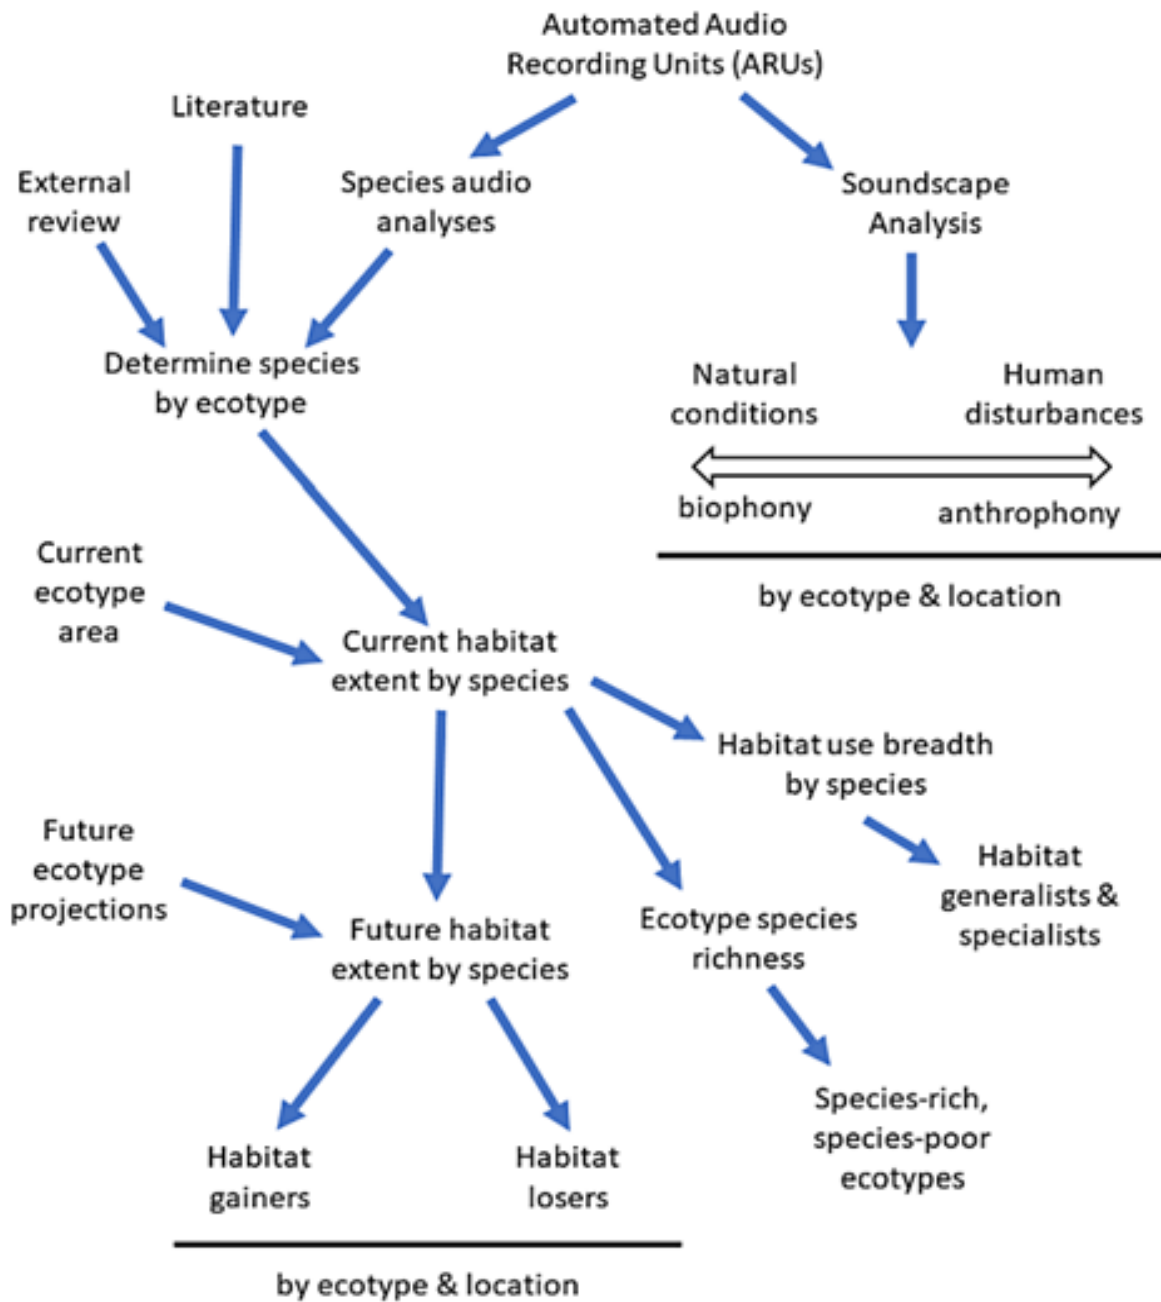 Automated Audio
Recording Units (ARUs)
Literature
External
review
Species audio
analyses
Soundscape
Analysis
Determine species
by ecotype
Natural
conditions
Human
disturbances
biophony
anthrophony
by ecotype & location
Current
ecotype
area
Current habitat
extent by species
Habitat use breadth
by species
Habitat
generalists &
specialists
Future
ecotype
projections
Future habitat
extent by species
Ecotype species
richness
Species-rich,
species-poor
ecotypes
Habitat
gainers
Habitat
losers
by ecotype & location